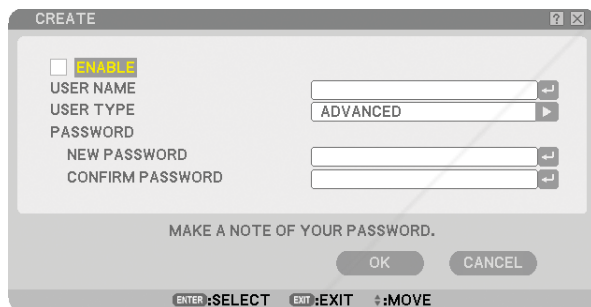 CREATE
ENABLE
USER NAME
USER TYPE ADVANCED
PASSWORD
NEW PASSWORD
CONFIRM PASSWORD
MAKE A NOTE OF YOUR PASSWORD.
OK CANCEL
ENTER :SELECT EXIT :EXIT :MOVE